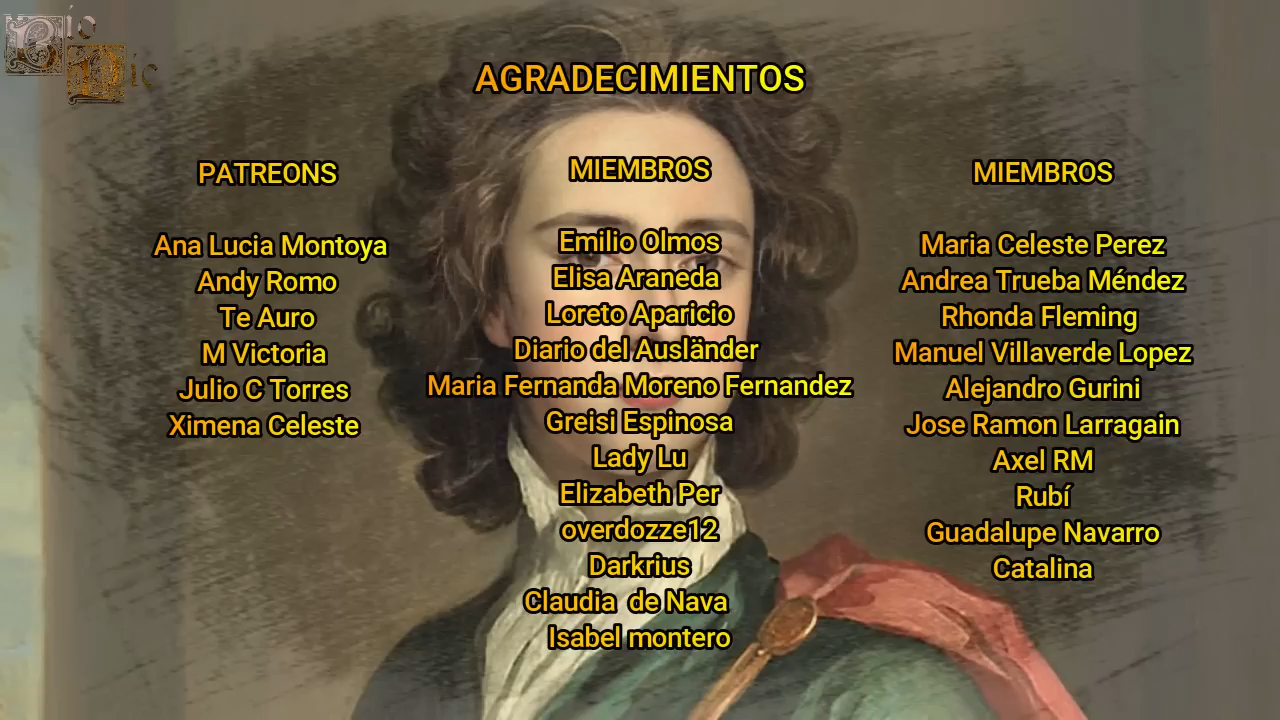 Bio
Pic
AGRADECIMIENTOS
PATREONS
Ana Lucia Montoya
Andy Romo
Te Auro
M Victoria
Julio C Torres
Ximena Celeste
MIEMBROS
Emilio Olmos
Elisa Araneda
Loreto Aparicio
Diario del Ausländer
Maria Fernanda Moreno Fernandez
Greisi Espinosa
Lady Lu
Elizabeth Per
overdozze12
Darkrius
Claudia de Nava
Isabel montero
MIEMBROS
Maria Celeste Perez
Andrea Trueba Méndez
Rhonda Fleming
Manuel Villaverde Lopez
Alejandro Gurini
Jose Ramon Larragain
Axel RM
Rubí
Guadalupe Navarro
Catalina